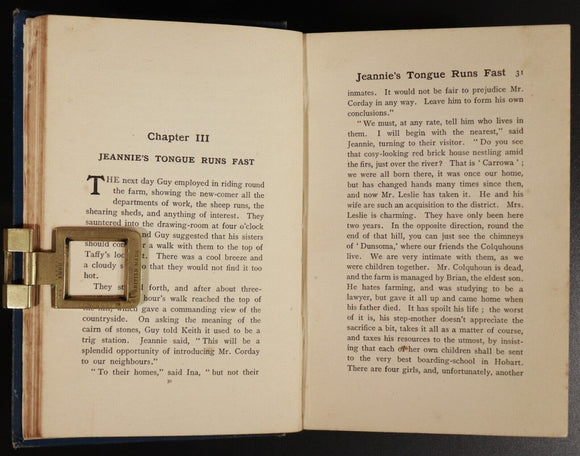 Chapter III
JEANNIE'S TONGUE RUNS FAST
THE next day Guy employed in riding round
the farm, showing the new-comer all the
departments of work, the sheep runs, the
shearing sheds, and anything of interest. They
sauntered into the drawing-room at four o'clock
and Guy suggested that his sisters
should a walk with them to the top of
Taffy's There was a cool breeze and
a cloudy so that they would not find it too
hot.
They forth, and after about three-
hour's walk reached the top of
the which gave a commanding view of the
countryside. On asking the meaning of the
cairn of stones, Guy told Keith it used to be a
trig station. Jeannie said, "This will be a
splendid opportunity of introducing Mr. Corday
to our neighbours."
"To their homes," said Ina, "but not their
30
Jeannie's Tongue Runs Fast 31
inmates. It would not be fair to prejudice Mr.
Corday in any way. Leave him to form his own
conclusions."
"We must, at any rate, tell him who lives in
them. I will begin with the nearest," said
Jeannie, turning to their visitor. "Do you see
that cosy-looking red brick house nestling amid
the firs, just over the river? That is 'Carrowa';
we were all born there, it was once our home,
but has changed hands many times since then,
and now Mr. Leslie has taken it. He and his
wife are such an acquisition to the district. Mrs.
Leslie is charming. They have only been here
two years. In the opposite direction, round the
end of that hill, you can just see the chimneys
of 'Dunsoma,' where our friends the Colquhouns
live. We are very intimate with them, as we
were children together. Mr. Colquhoun is dead,
and the farm is managed by Brian, the eldest son.
He hates farming, and was studying to be a
lawyer, but gave it all up and came home when
his father died. It has spoilt his life; the worst
of it is, his step-mother doesn't appreciate the
sacrifice a bit, takes it all as a matter of course,
and taxes his resources to the utmost, by insist-
ing that each of her own children shall be sent
to the very best boarding-school in Hobart.
There are four girls, and, unfortunately, another